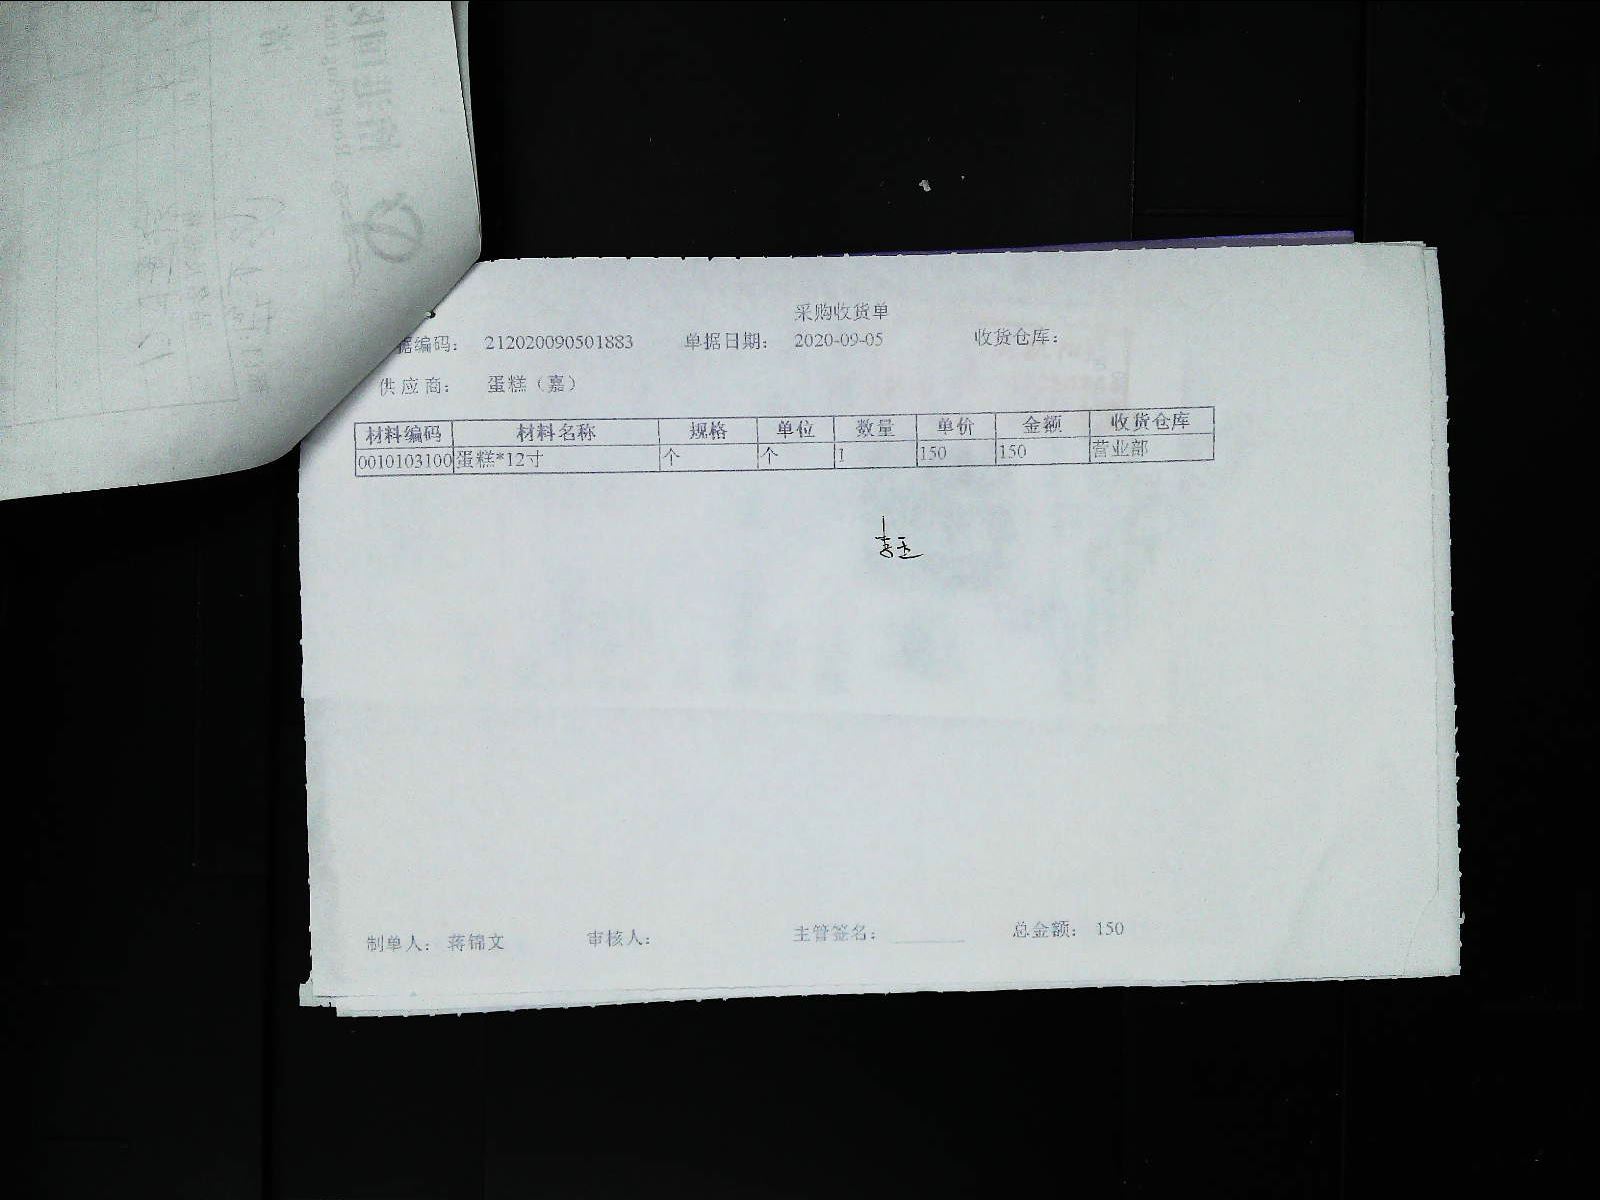 采购收货单
据编码： 212020090501883 单据日期： 2020-09-05 收货仓库：
供应商： 蛋糕（嘉）
材料编码 材料名称 规格 单位 数量 单价 金额 收货仓库
0010103100 蛋糕*12寸 个 个 1 150 150 营业部
制单人： 蒋锦文 审核人： 主管签名： 总金额： 150